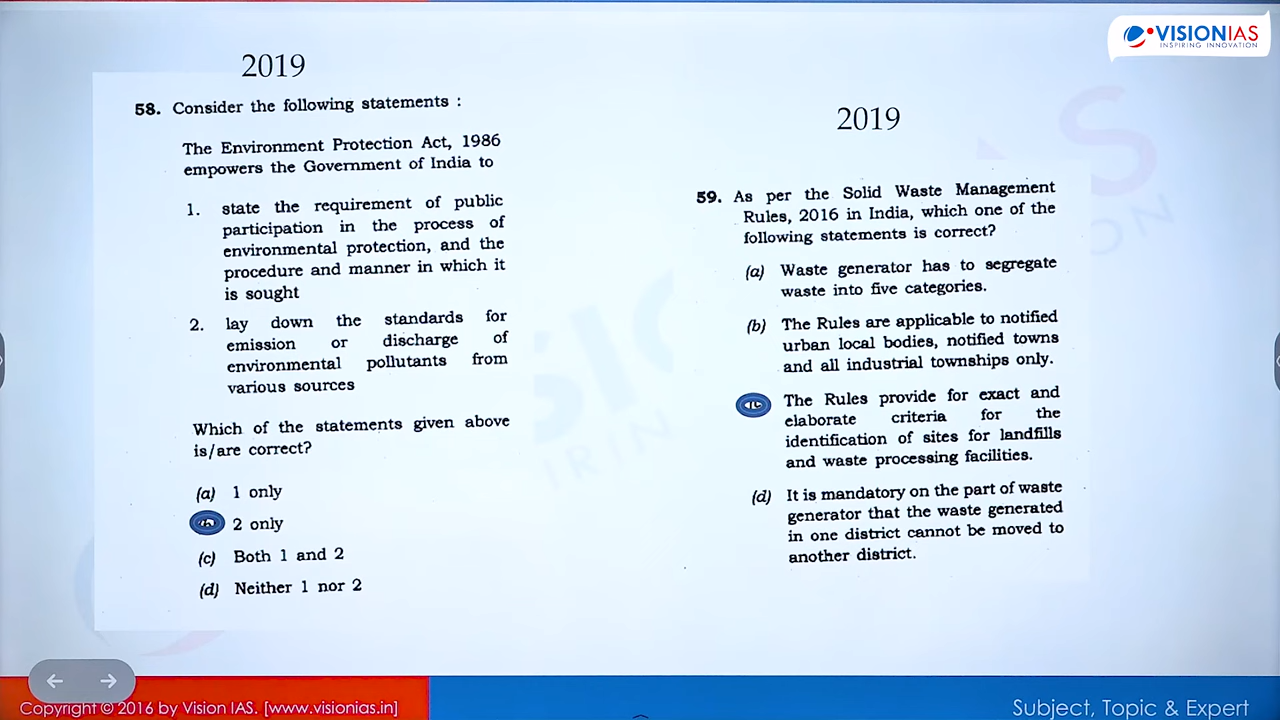 VISIONIAS
INSPIRING INNOVATION
2019
58. Consider the following statements :
The Environment Protection Act, 1986
empowers the Government of India to
1. state the requirement of public
participation in the process of
environmental protection, and the
procedure and manner in which it
is sought
2. lay down the standards for
emission or discharge of
environmental pollutants from
various sources
Which of the statements given above
is/are correct?
(a) 1 only
2 only
(c) Both 1 and 2
(d) Neither 1 nor 2
2019
59. As per the Solid Waste Management
Rules, 2016 in India, which one of the
following statements is correct?
(a) Waste generator has to segregate
waste into five categories.
(b) The Rules are applicable to notified
urban local bodies, notified towns
and all industrial townships only.
The Rules provide for exact and
elaborate criteria for the
identification of sites for landfills
and waste processing facilities.
(d) It is mandatory on the part of waste
generator that the waste generated
in one district cannot be moved to
another district.
Copyright © 2016 by Vision IAS. [www.visionias.in]
Subject, Topic & Expert